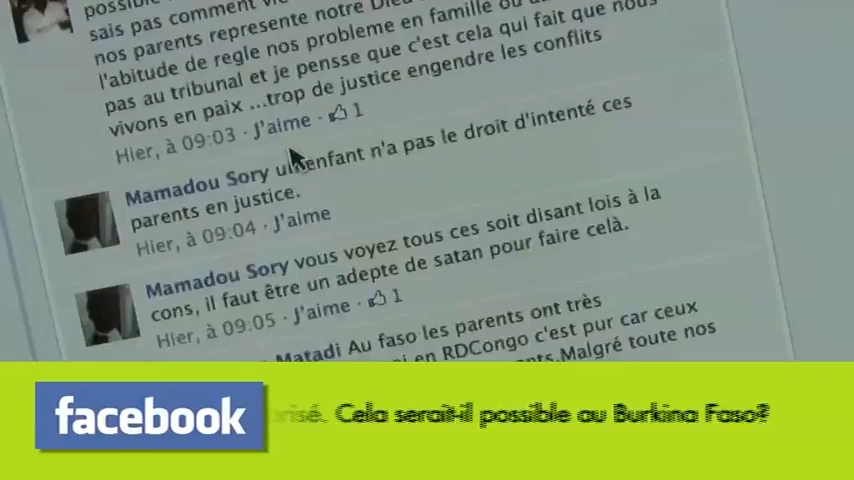 sais pas comment
nos parents represente notre Dieu
l'abitude de regle nos probleme en famille ou
pas au tribunal et je pensse que c'est cela qui fait que nous
vivons en paix ...trop de justice engendre les conflits
Hier, à 09:03 · J'aime · 1
Mamadou Sory enfant n'a pas le droit d'intenté ces
parents en justice.
Hier, à 09:04 · J'aime
Mamadou Sory vous voyez tous ces soit disant lois à la
cons, il faut être un adepte de satan pour faire celà.
Hier, à 09:05 · J'aime · 1
Matadi Au faso les parents ont très
en RDCongo c'est pur car ceux
Malgré toute nos
facebook
Cela serait-il possible au Burkina Faso?